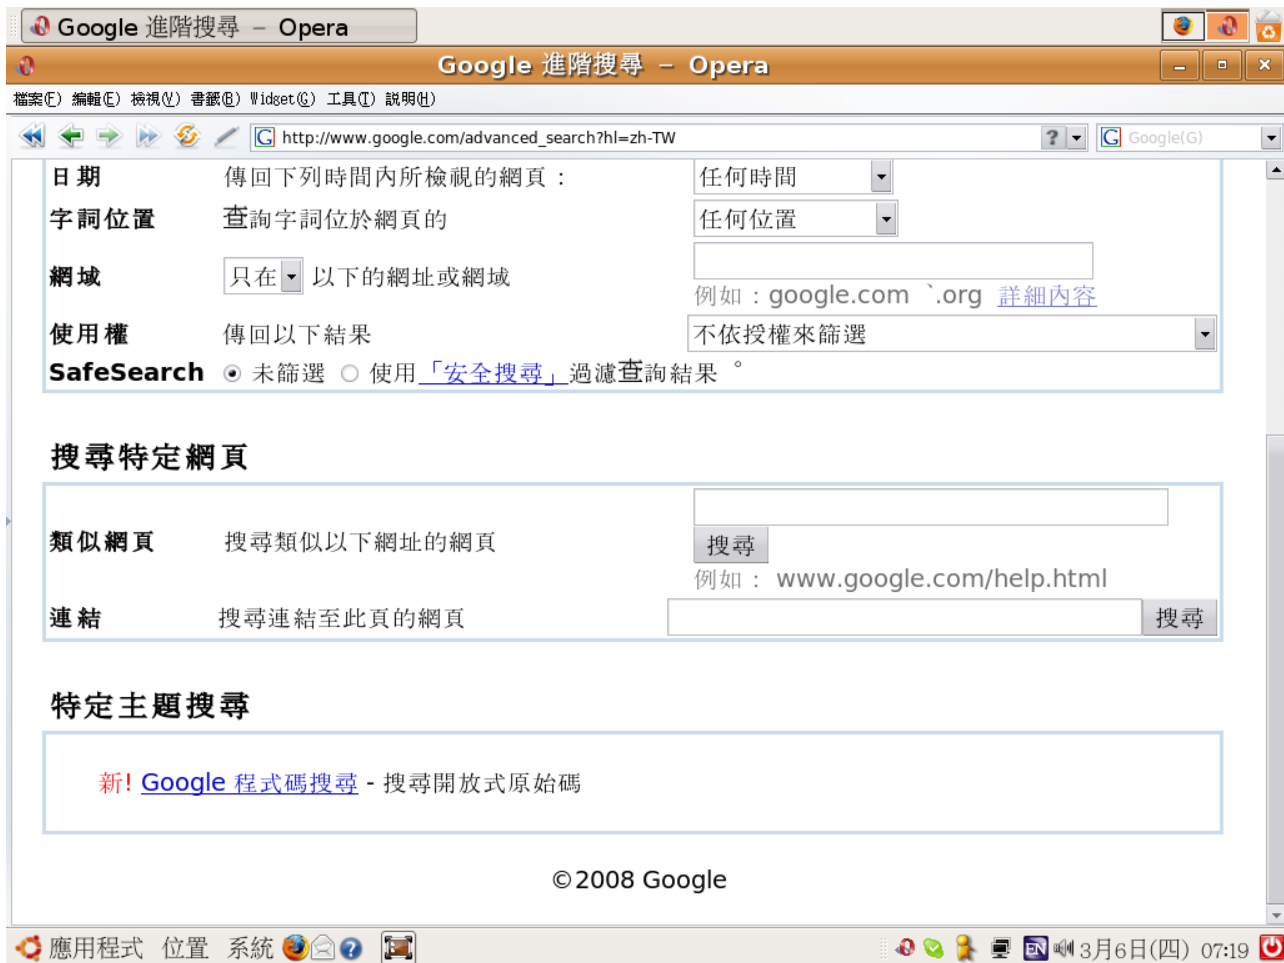 Google 進階搜尋 – Opera
Google 進階搜尋 – Opera
檔案(F) 編輯(E) 檢視(V) 書籤(B) Widget(G) 工具(T) 說明(H)
http://www.google.com/advanced_search?hl=zh-TW ? Google(G)
日期 傳回下列時間內所檢視的網頁： 任何時間
字詞位置 查詢字詞位於網頁的 任何位置
網域 只在 以下的網址或網域
例如：google.com、.org 詳細內容
使用權 傳回以下結果 不依授權來篩選
SafeSearch 未篩選 使用「安全搜尋」過濾查詢結果。
搜尋特定網頁
類似網頁 搜尋類似以下網址的網頁 搜尋
例如： www.google.com/help.html
連結 搜尋連結至此頁的網頁 搜尋
特定主題搜尋
新! Google 程式碼搜尋 - 搜尋開放式原始碼
©2008 Google
應用程式 位置 系統 EN 3月6日(四) 07:19